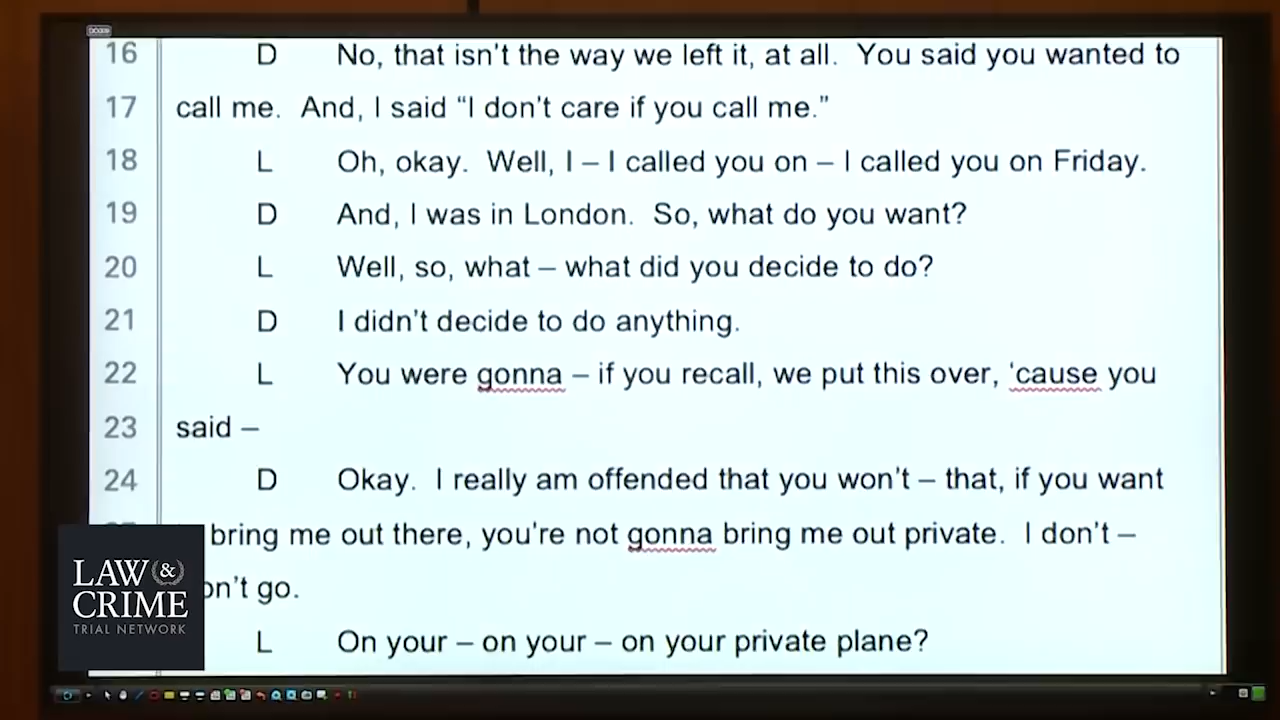 16 D No, that isn't the way we left it, at all. You said you wanted to
17 call me. And, I said “I don't care if you call me.”
18 L Oh, okay. Well, I – I called you on – I called you on Friday.
19 D And, I was in London. So, what do you want?
20 L Well, so, what – what did you decide to do?
21 D I didn't decide to do anything.
22 L You were gonna – if you recall, we put this over, ‘cause you
23 said –
24 D Okay. I really am offended that you won't – that, if you want
bring me out there, you're not gonna bring me out private. I don't –
go.
L On your – on your – on your private plane?
LAW &
CRIME
TRIAL NETWORK